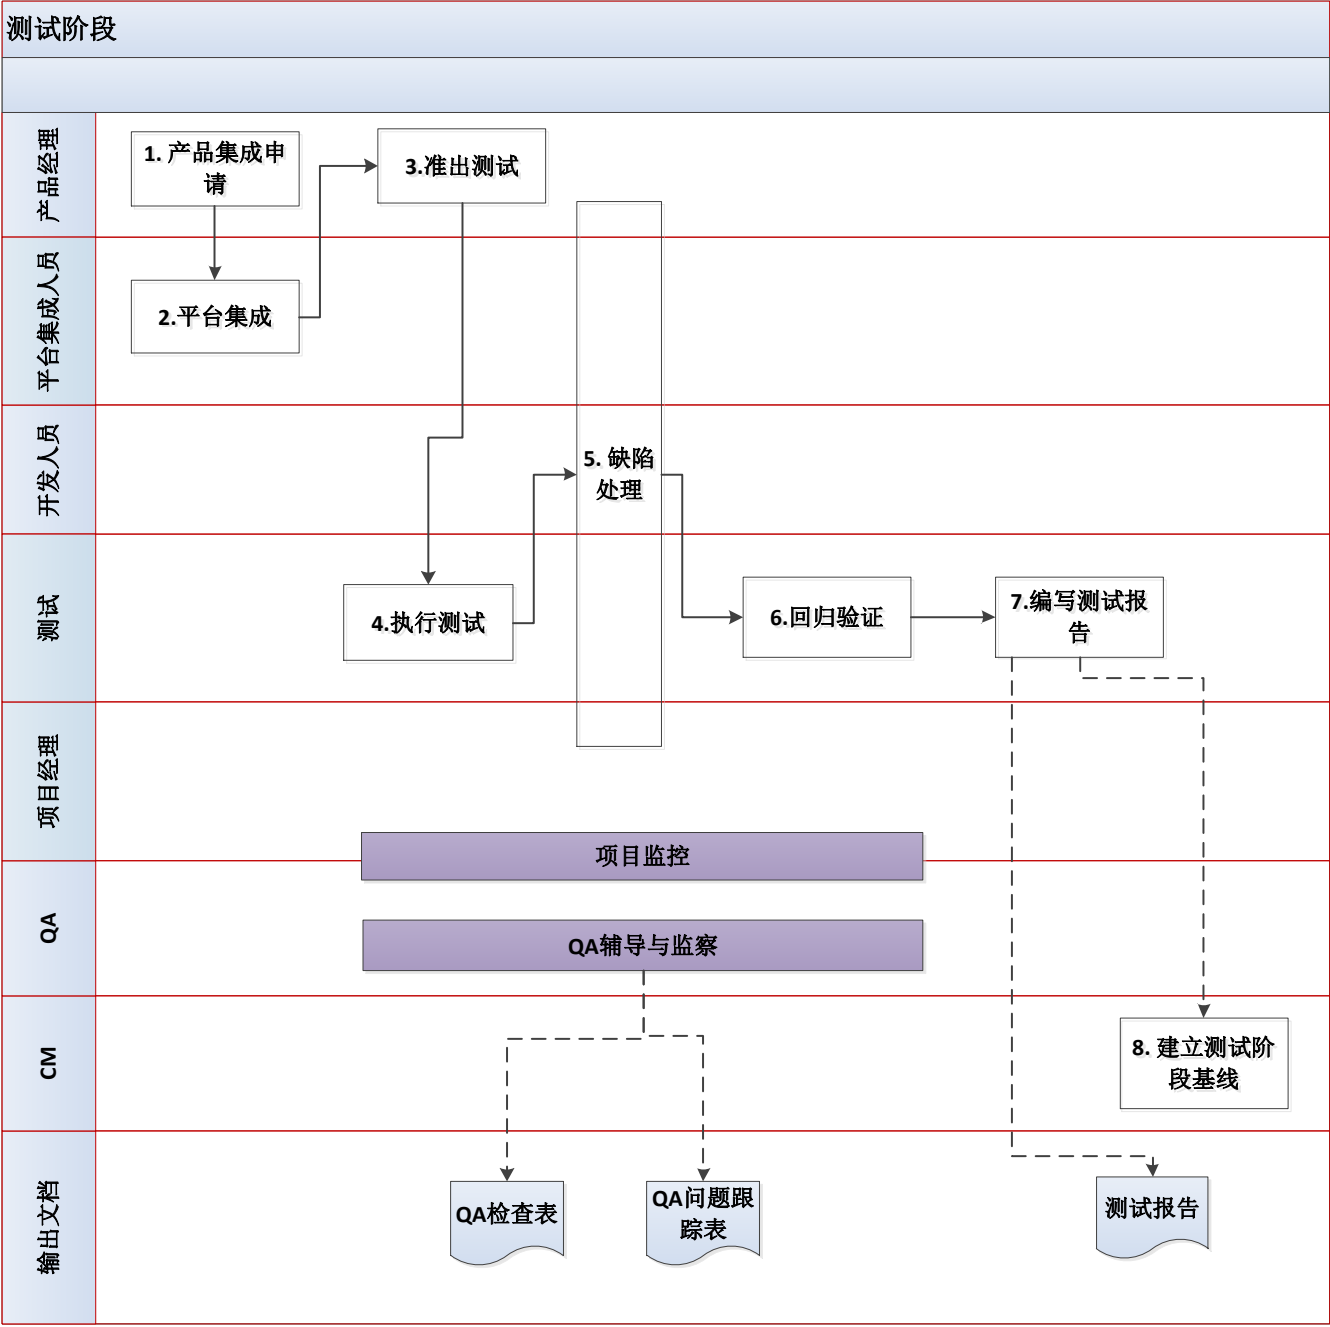 测试阶段
产品经理
1. 产品集成申
请
3.准出测试
平台集成人员
2.平台集成
开发人员
5. 缺陷
处理
测试
4.执行测试
6.回归验证
7.编写测试报
告
项目经理
项目监控
QA
QA辅导与监察
CM
8. 建立测试阶
段基线
输出文档
QA检查表
QA问题跟
踪表
测试报告